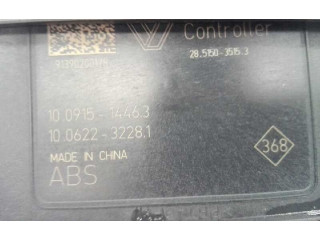 Controller
28.5150-3515.3
10.0915-1446.3
10.0622-3228.1
368
MADE IN CHINA
ABS